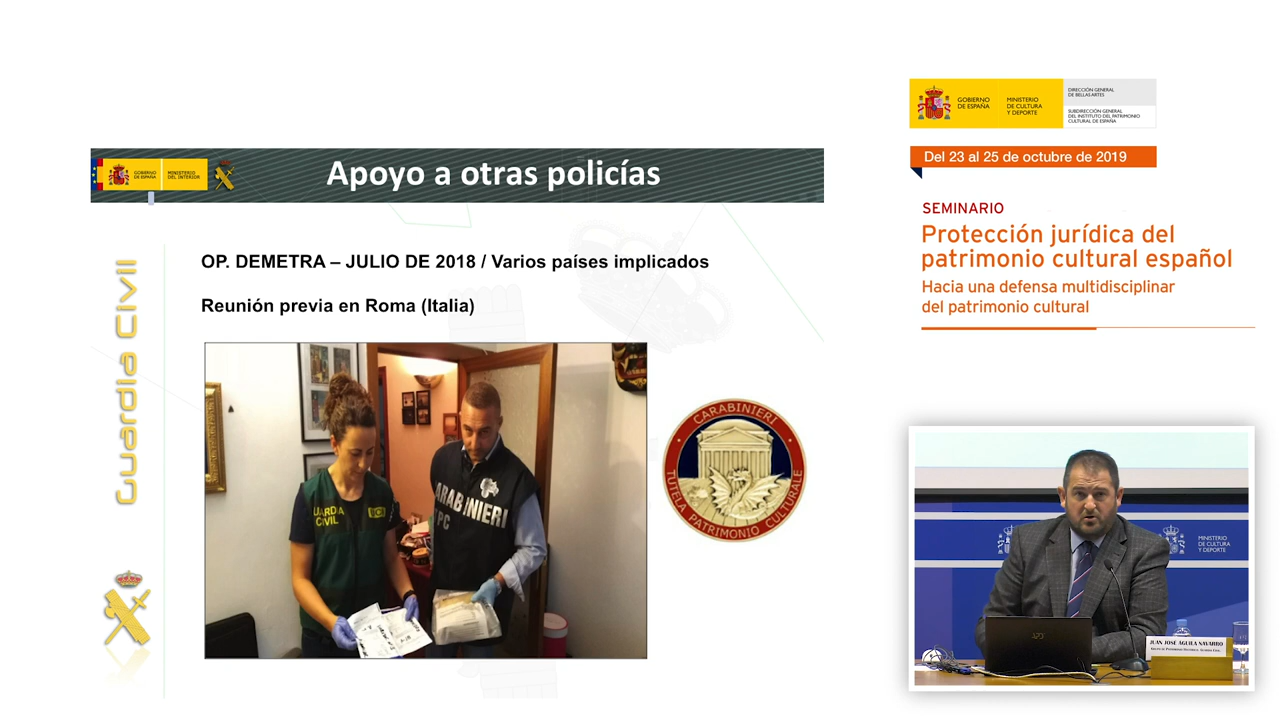 GOBIERNO
DE ESPAÑA
MINISTERIO
DEL INTERIOR
Apoyo a otras policías
Guardia Civil
OP. DEMETRA – JULIO DE 2018 / Varios países implicados
Reunión previa en Roma (Italia)
GUARDIA
CIVIL
CARABINIERI
TPC
CARABINIERI
TUTELA PATRIMONIO CULTURALE
GOBIERNO
DE ESPAÑA
MINISTERIO
DE CULTURA
Y DEPORTE
DIRECCIÓN GENERAL
DE BELLAS ARTES
SUBDIRECCIÓN GENERAL
DEL INSTITUTO DEL PATRIMONIO
CULTURAL DE ESPAÑA
Del 23 al 25 de octubre de 2019
SEMINARIO
Protección jurídica del
patrimonio cultural español
Hacia una defensa multidisciplinar
del patrimonio cultural
MINISTERIO
DE CULTURA
Y DEPORTE
JUAN JOSÉ ÁGUILA NAVARRO